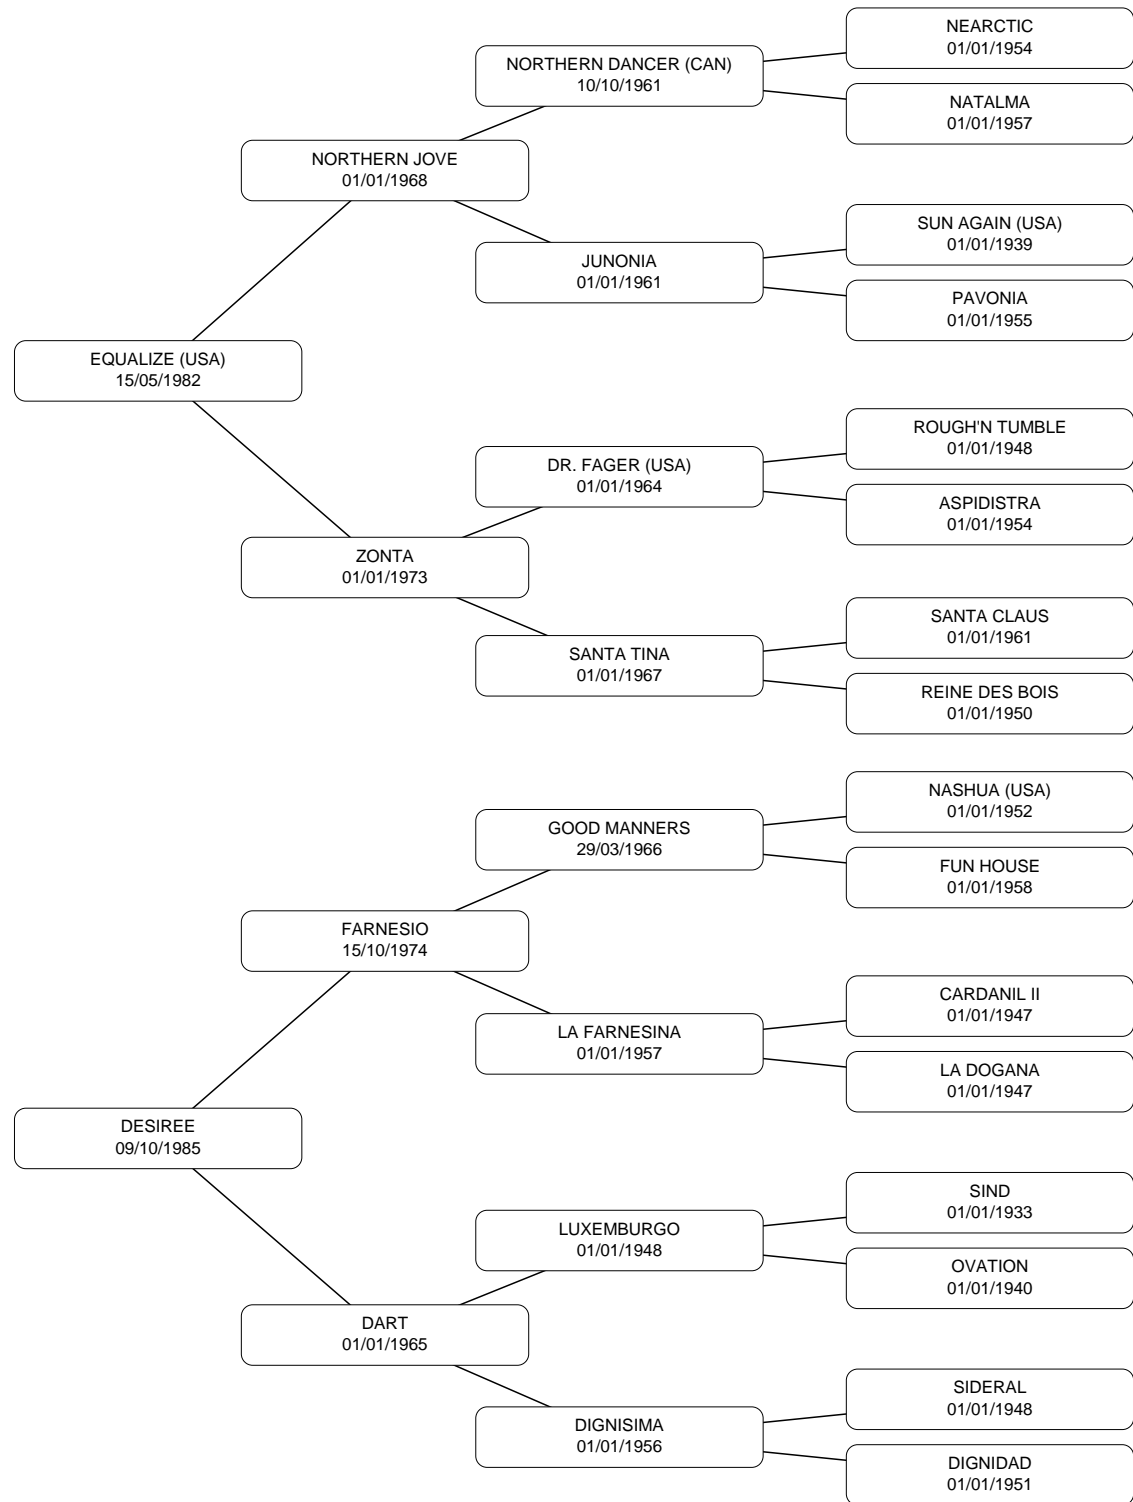 NEARCTIC
01/01/1954
NORTHERN DANCER (CAN)
10/10/1961
NATALMA
01/01/1957
NORTHERN JOVE
01/01/1968
SUN AGAIN (USA)
01/01/1939
JUNONIA
01/01/1961
PAVONIA
01/01/1955
EQUALIZE (USA)
15/05/1982
ROUGH'N TUMBLE
01/01/1948
DR. FAGER (USA)
01/01/1964
ASPIDISTRA
01/01/1954
ZONTA
01/01/1973
SANTA CLAUS
01/01/1961
SANTA TINA
01/01/1967
REINE DES BOIS
01/01/1950
NASHUA (USA)
01/01/1952
GOOD MANNERS
29/03/1966
FUN HOUSE
01/01/1958
FARNESIO
15/10/1974
CARDANIL II
01/01/1947
LA FARNESINA
01/01/1957
LA DOGANA
01/01/1947
DESIREE
09/10/1985
SIND
01/01/1933
LUXEMBURGO
01/01/1948
OVATION
01/01/1940
DART
01/01/1965
SIDERAL
01/01/1948
DIGNISIMA
01/01/1956
DIGNIDAD
01/01/1951